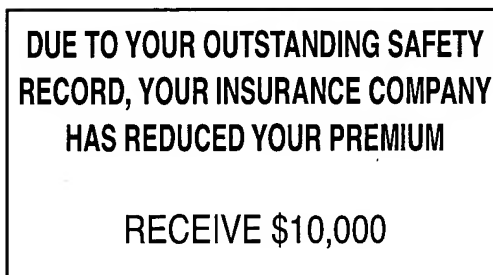 DUE TO YOUR OUTSTANDING SAFETY
RECORD, YOUR INSURANCE COMPANY
HAS REDUCED YOUR PREMIUM
RECEIVE $10,000